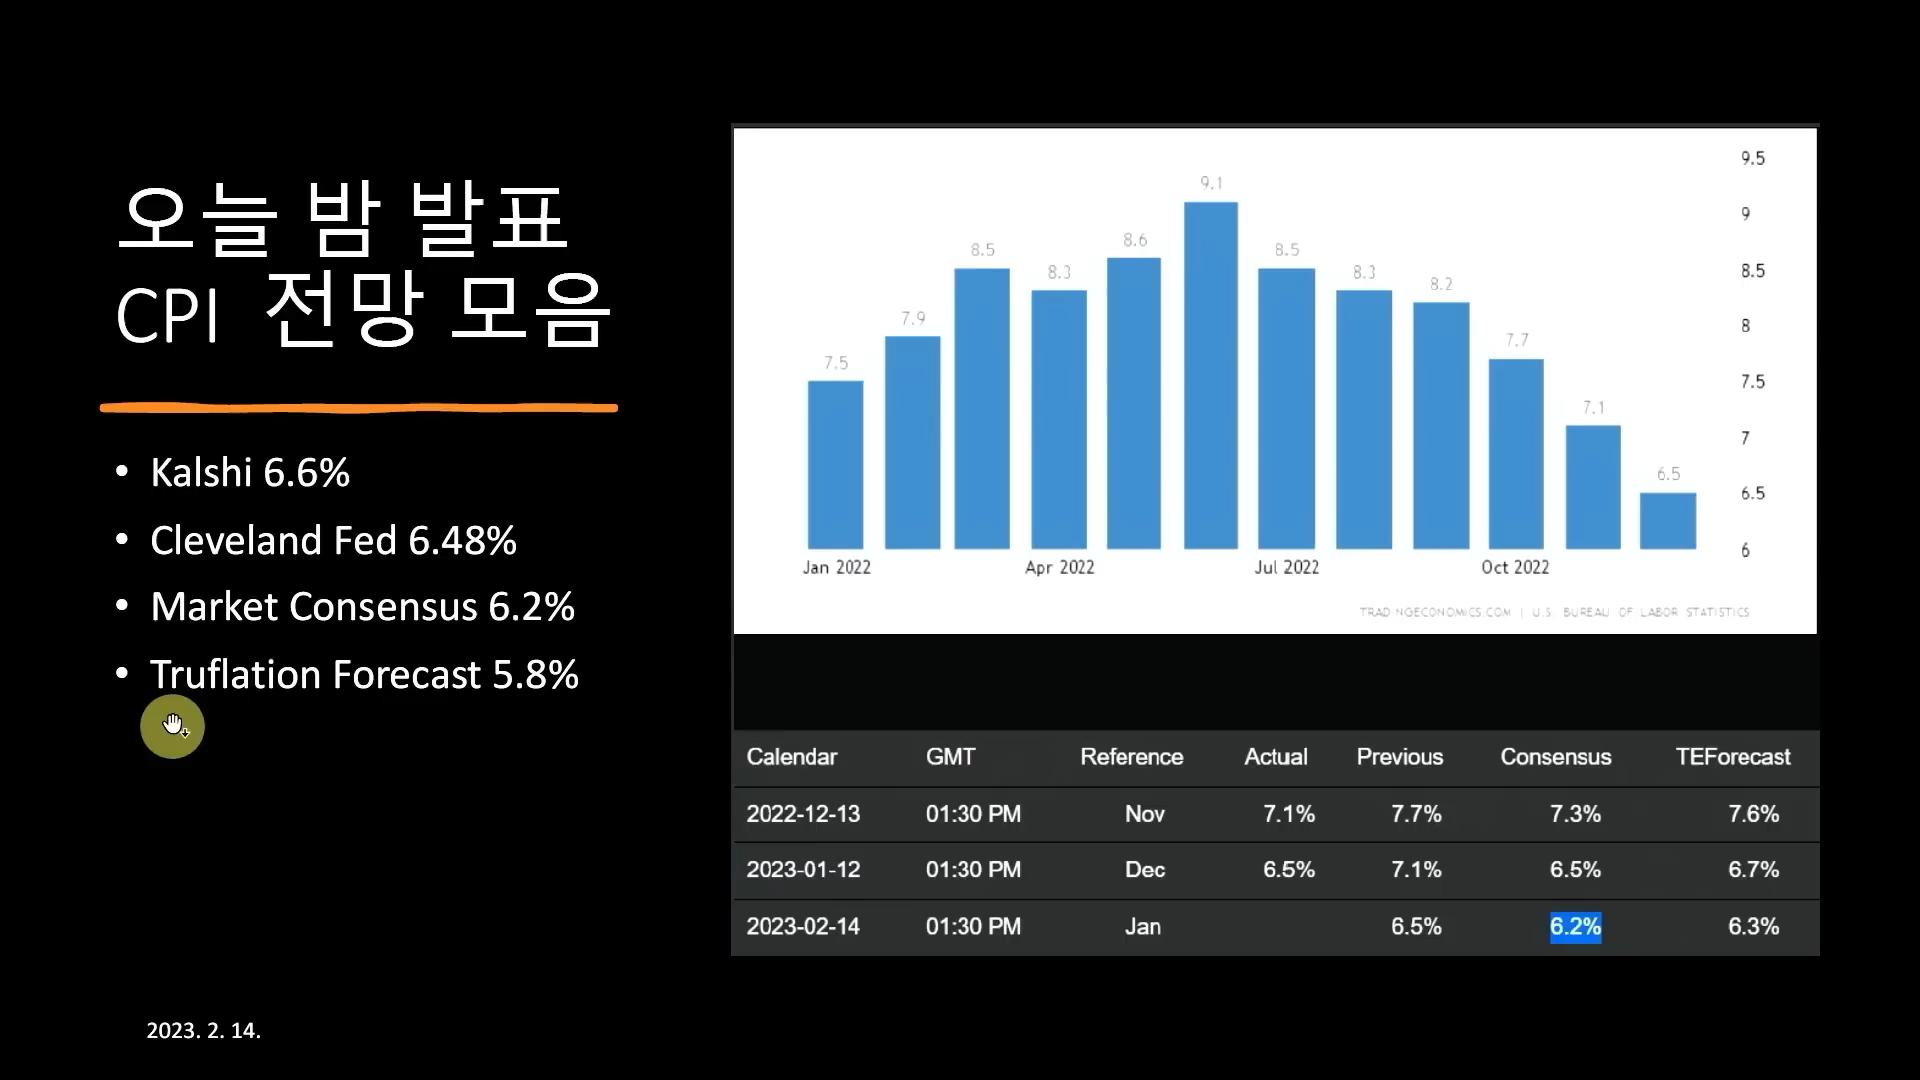 오늘 밤 발표
CPI 전망 모음
• Kalshi 6.6%
• Cleveland Fed 6.48%
• Market Consensus 6.2%
• Truflation Forecast 5.8%
2023. 2. 14.
9.5
9
8.5
8
7.5
7
6.5
6
7.5
7.9
8.5
8.3
8.6
9.1
8.5
8.3
8.2
7.7
7.1
6.5
Jan 2022 Apr 2022 Jul 2022 Oct 2022
TRADINGECONOMICS.COM | U.S. BUREAU OF LABOR STATISTICS
Calendar GMT Reference Actual Previous Consensus TEForecast
2022-12-13 01:30 PM Nov 7.1% 7.7% 7.3% 7.6%
2023-01-12 01:30 PM Dec 6.5% 7.1% 6.5% 6.7%
2023-02-14 01:30 PM Jan 6.5% 6.2% 6.3%